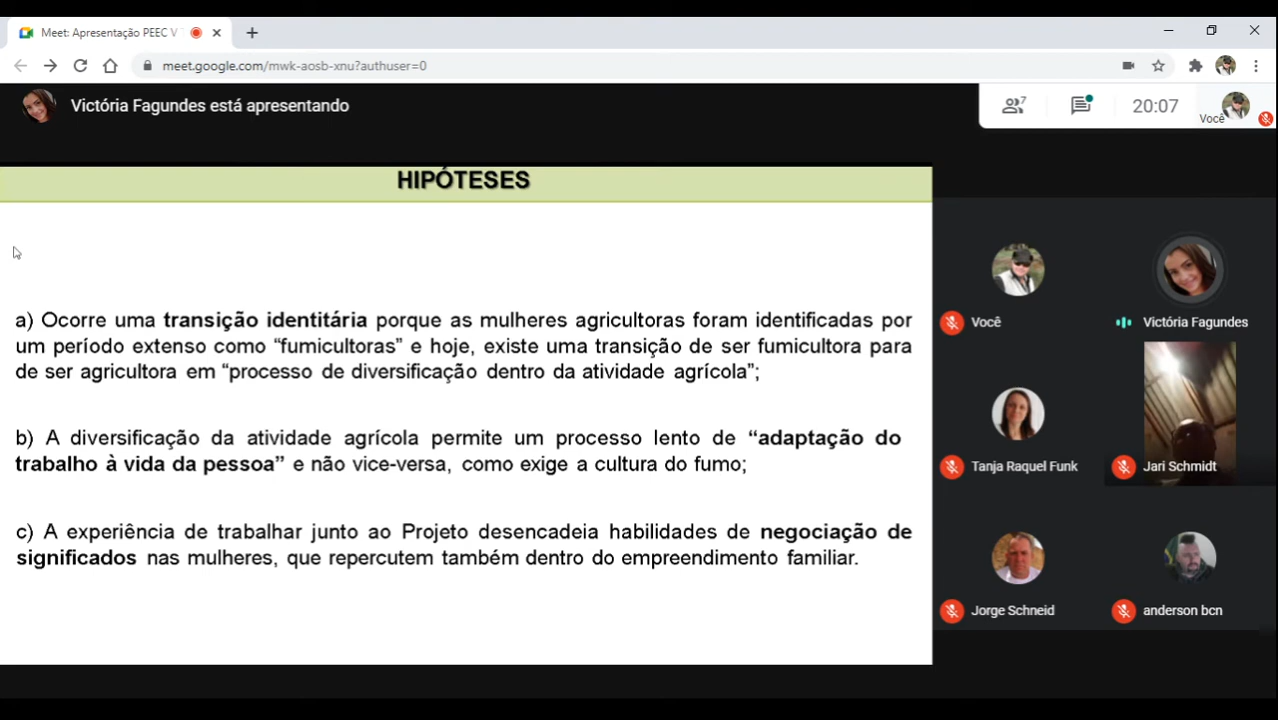 Meet: Apresentação PEEC V
meet.google.com/mwk-aosb-xnu?authuser=0
Victória Fagundes está apresentando
7
20:07
Você
HIPÓTESES
a) Ocorre uma transição identitária porque as mulheres agricultoras foram identificadas por
um período extenso como “fumicultoras” e hoje, existe uma transição de ser fumicultora para
de ser agricultora em “processo de diversificação dentro da atividade agrícola”;
b) A diversificação da atividade agrícola permite um processo lento de “adaptação do
trabalho à vida da pessoa” e não vice-versa, como exige a cultura do fumo;
c) A experiência de trabalhar junto ao Projeto desencadeia habilidades de negociação de
significados nas mulheres, que repercutem também dentro do empreendimento familiar.
Você
Victória Fagundes
Tanja Raquel Funk
Jari Schmidt
Jorge Schneid
anderson bcn